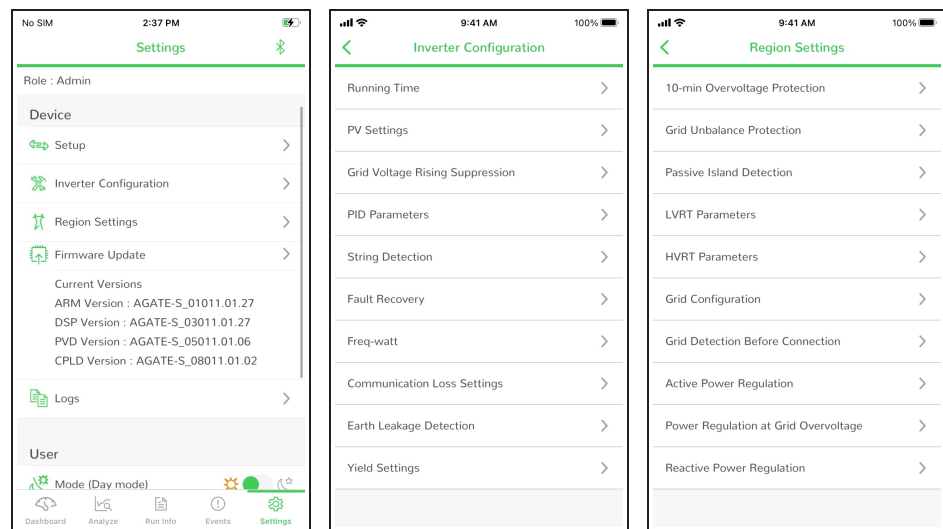 No SIM 2:37 PM
Settings
Role : Admin
Device
Setup
Inverter Configuration
Region Settings
Firmware Update
Current Versions
ARM Version : AGATE-S_01011.01.27
DSP Version : AGATE-S_03011.01.27
PVD Version : AGATE-S_05011.01.06
CPLD Version : AGATE-S_08011.01.02
Logs
User
Mode (Day mode)
Dashboard Analyze Run Info Events Settings
9:41 AM 100%
Inverter Configuration
Running Time
PV Settings
Grid Voltage Rising Suppression
PID Parameters
String Detection
Fault Recovery
Freq-watt
Communication Loss Settings
Earth Leakage Detection
Yield Settings
9:41 AM 100%
Region Settings
10-min Overvoltage Protection
Grid Unbalance Protection
Passive Island Detection
LVRT Parameters
HVRT Parameters
Grid Configuration
Grid Detection Before Connection
Active Power Regulation
Power Regulation at Grid Overvoltage
Reactive Power Regulation